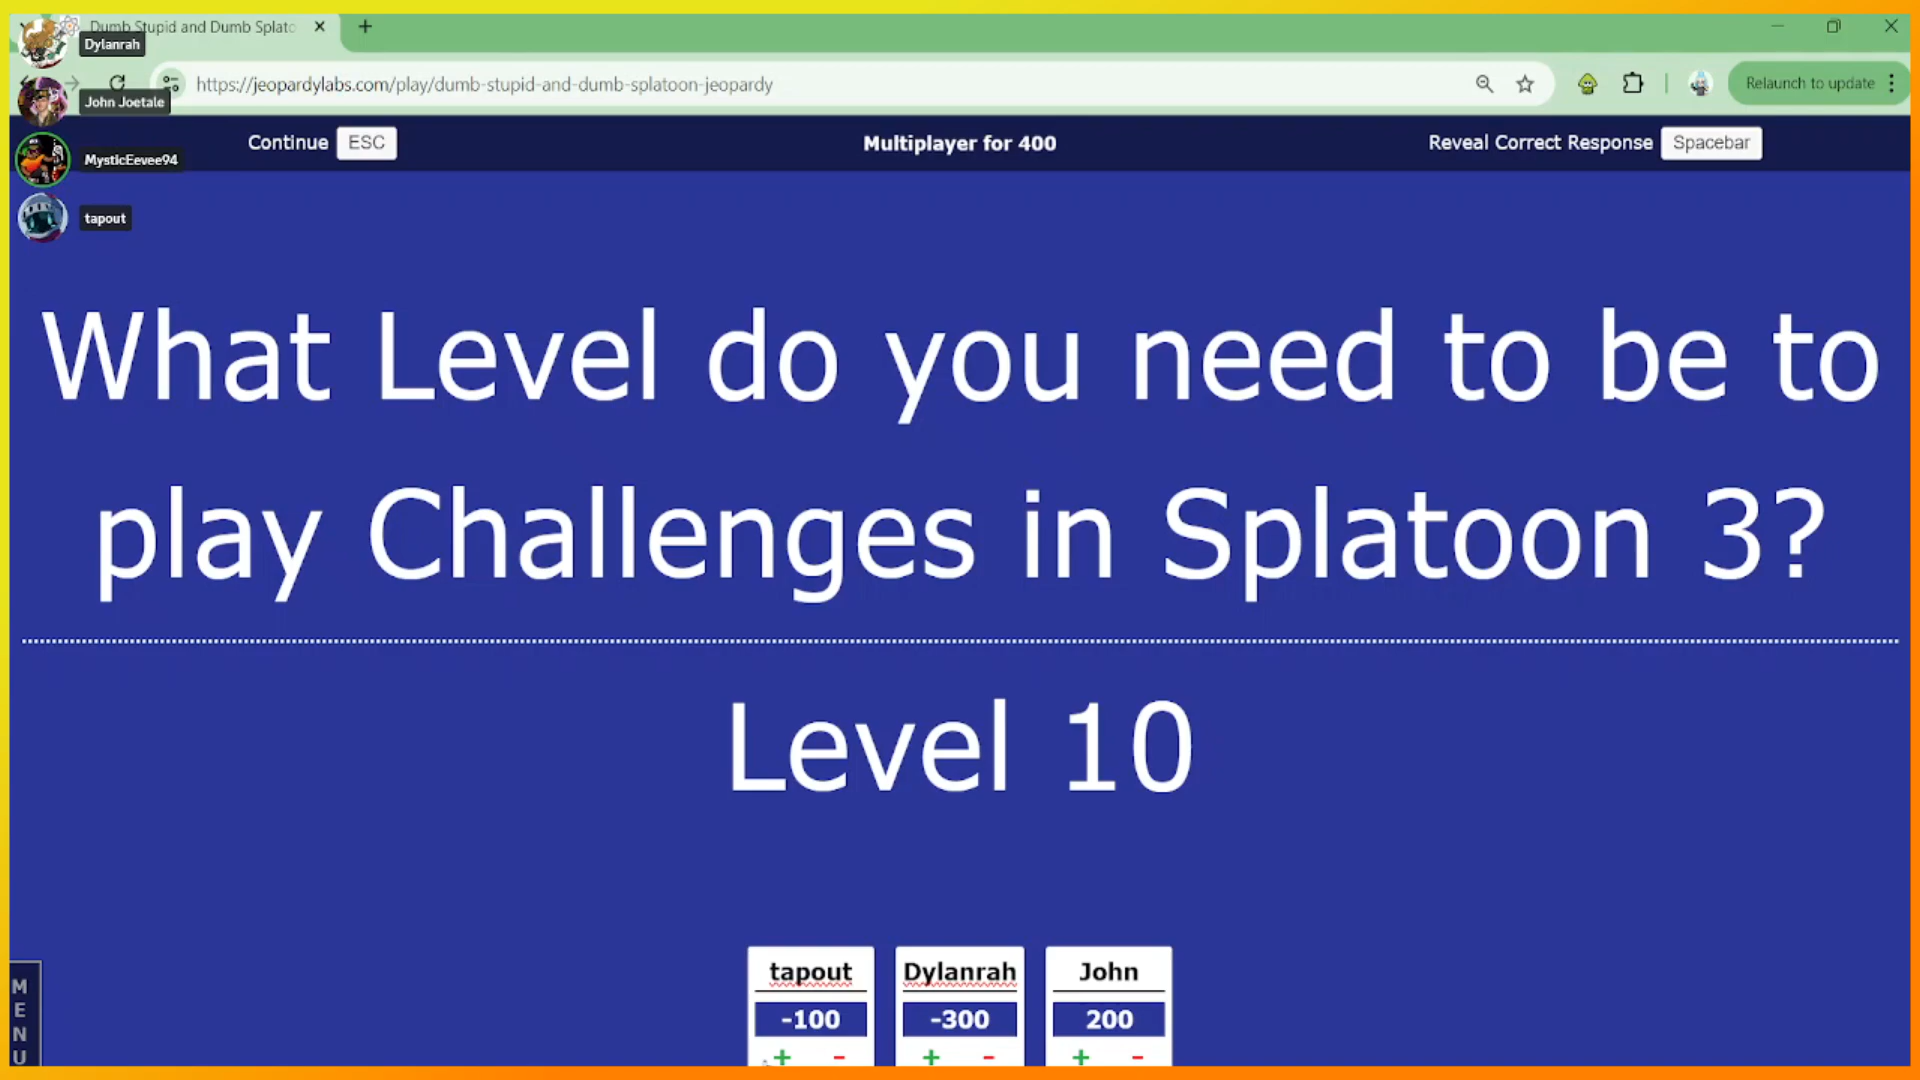 Dumb Stupid and Dumb Splato
Dylanrah
https://jeopardylabs.com/play/dumb-stupid-and-dumb-splatoon-jeopardy
Relaunch to update
John Joetale
Continue ESC
Multiplayer for 400
Reveal Correct Response Spacebar
MysticEevee94
tapout
What Level do you need to be to
play Challenges in Splatoon 3?
Level 10
tapout Dylanrah John
-100 -300 200
+ - + - + -
MENU